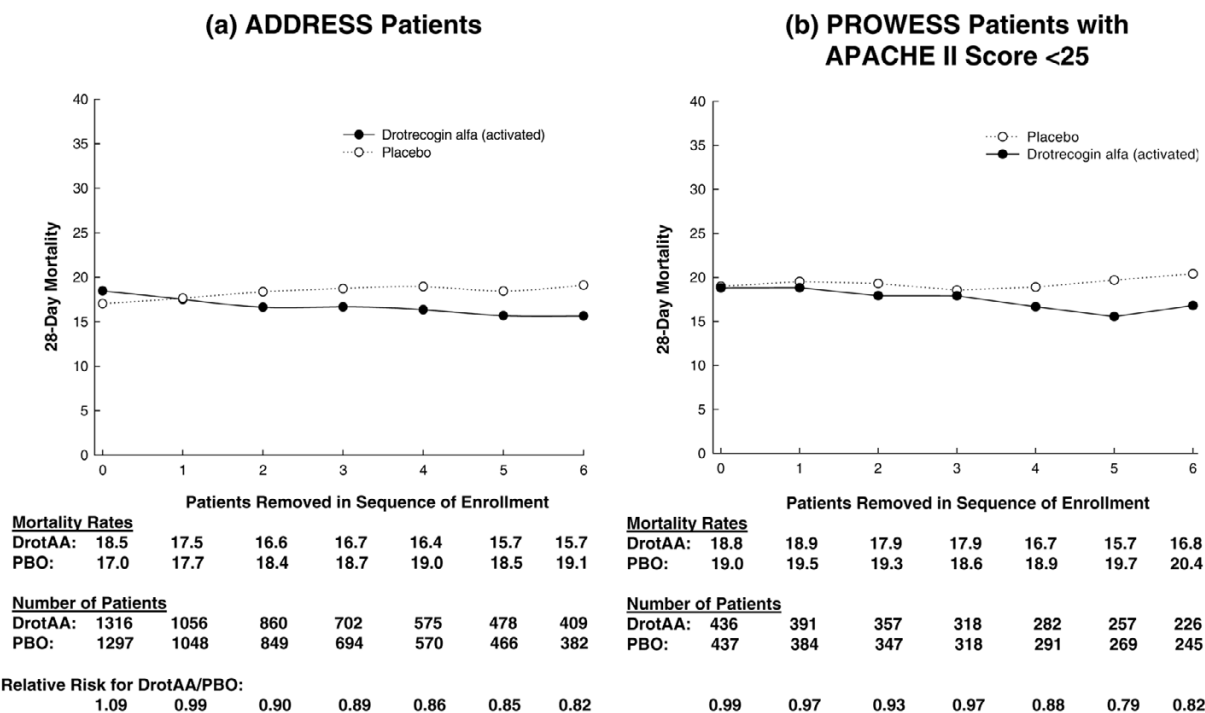 (a) ADDRESS Patients
40
35
30
25
20
15
10
5
0
28-Day Mortality
Drotrecogin alfa (activated)
Placebo
0 1 2 3 4 5 6
Patients Removed in Sequence of Enrollment
Mortality Rates
DrotAA: 18.5 17.5 16.6 16.7 16.4 15.7 15.7
PBO: 17.0 17.7 18.4 18.7 19.0 18.5 19.1
Number of Patients
DrotAA: 1316 1056 860 702 575 478 409
PBO: 1297 1048 849 694 570 466 382
Relative Risk for DrotAA/PBO:
1.09 0.99 0.90 0.89 0.86 0.85 0.82
(b) PROWESS Patients with
APACHE II Score <25
40
35
30
25
20
15
10
5
0
28-Day Mortality
Placebo
Drotrecogin alfa (activated)
0 1 2 3 4 5 6
Patients Removed in Sequence of Enrollment
Mortality Rates
DrotAA: 18.8 18.9 17.9 17.9 16.7 15.7 16.8
PBO: 19.0 19.5 19.3 18.6 18.9 19.7 20.4
Number of Patients
DrotAA: 436 391 357 318 282 257 226
PBO: 437 384 347 318 291 269 245
0.99 0.97 0.93 0.97 0.88 0.79 0.82